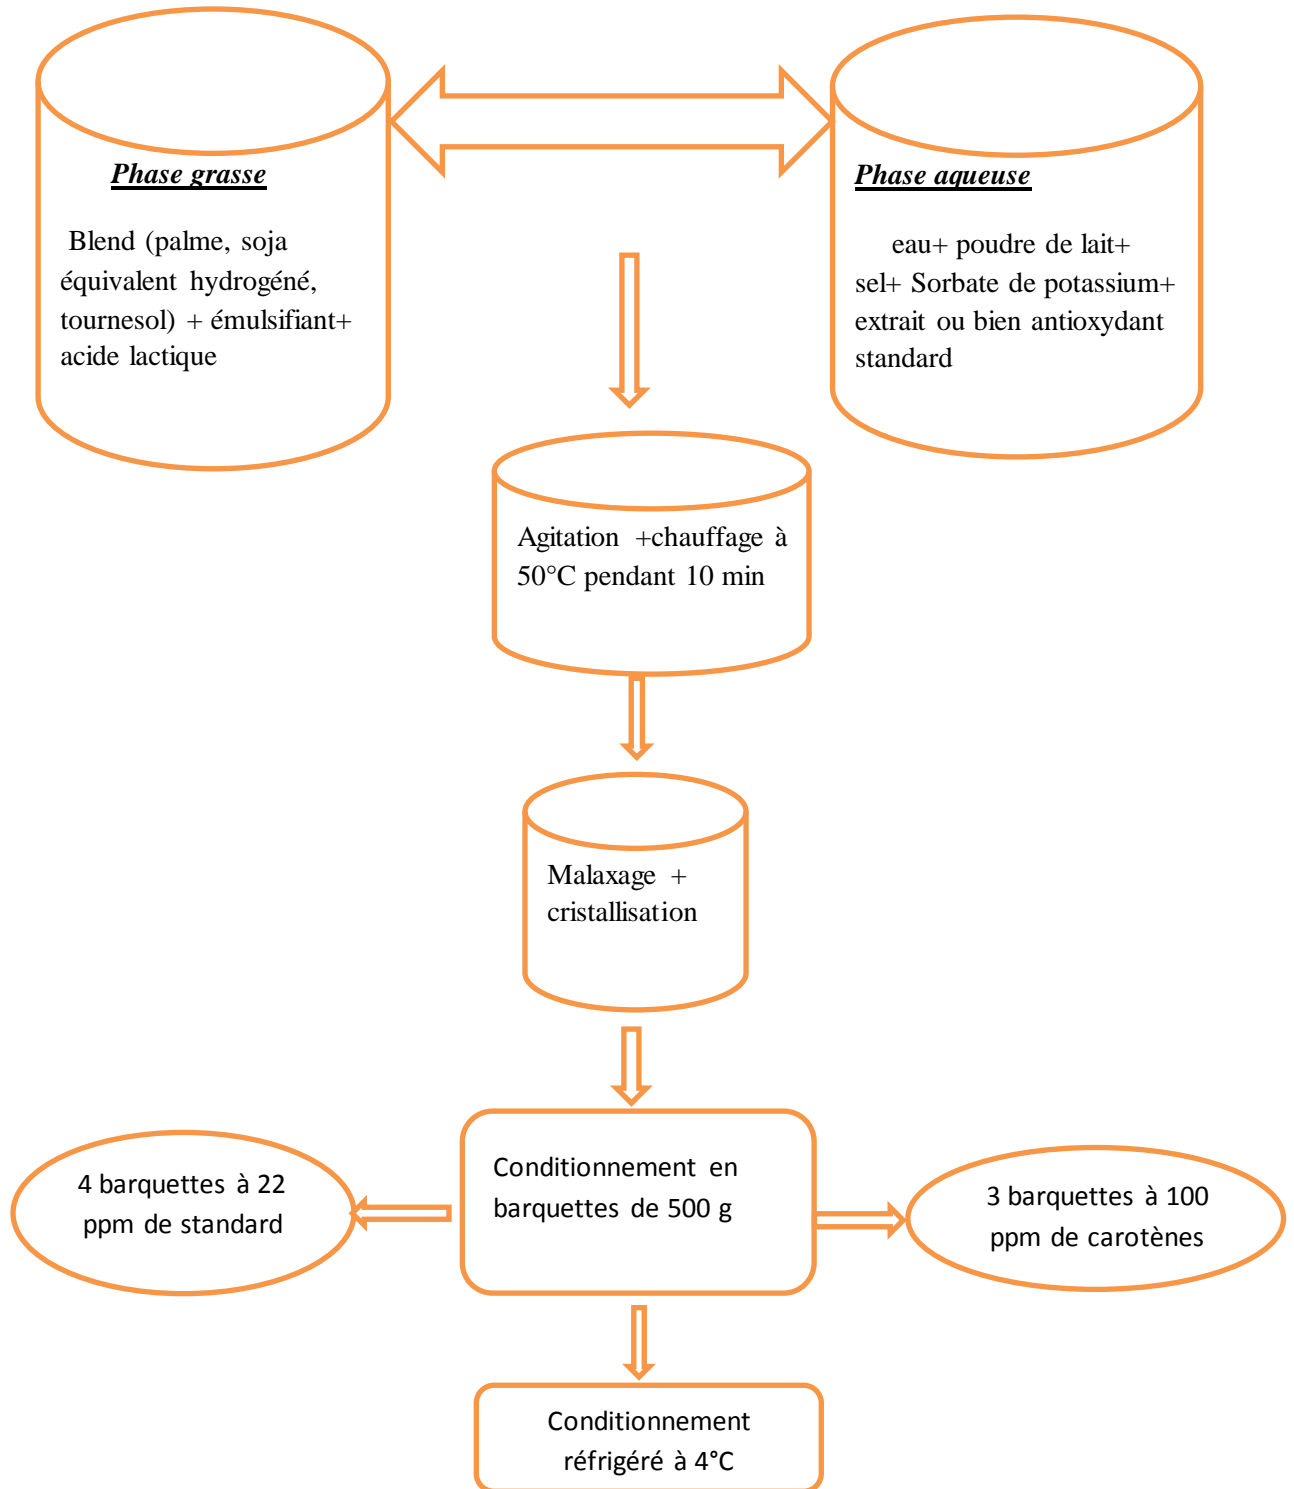 Phase grasse
Blend (palme, soja
équivalent hydrogéné,
tournesol) + émulsifiant+
acide lactique
Phase aqueuse
eau+ poudre de lait+
sel+ Sorbate de potassium+
extrait ou bien antioxydant
standard
Agitation +chauffage à
50°C pendant 10 min
Malaxage +
cristallisation
Conditionnement en
barquettes de 500 g
4 barquettes à 22
ppm de standard
3 barquettes à 100
ppm de carotènes
Conditionnement
réfrigéré à 4°C